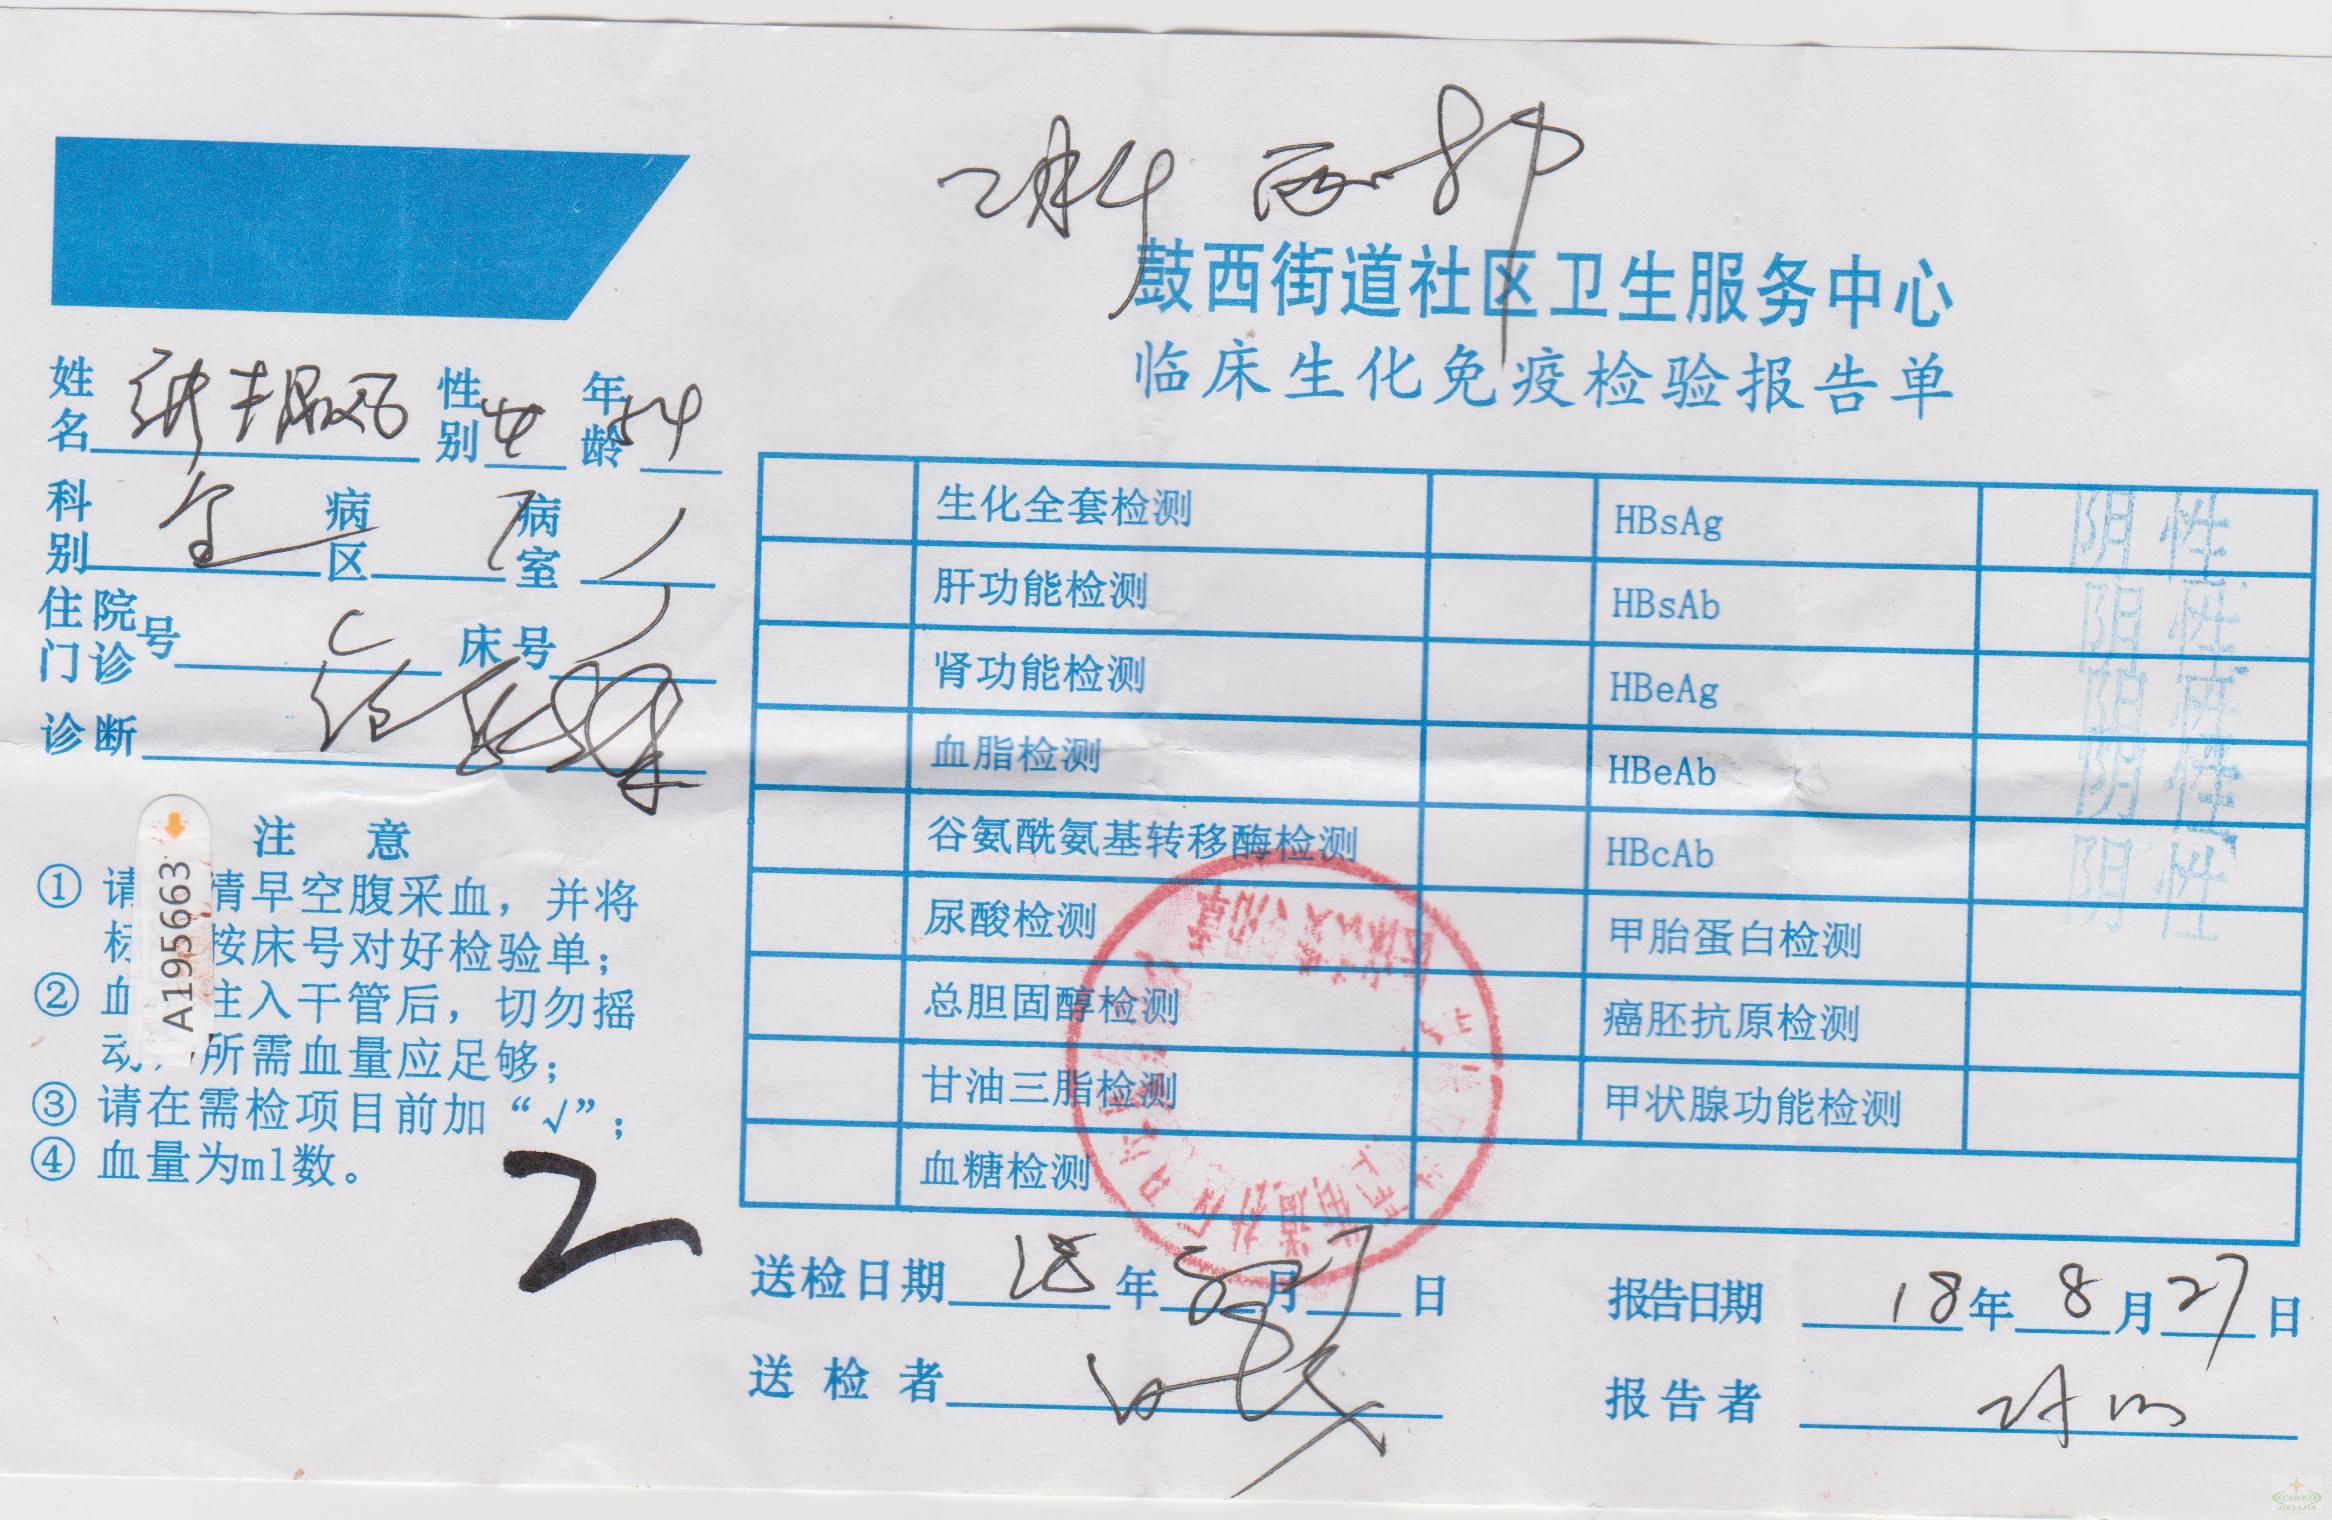 鼓西街道社区卫生服务中心
临床生化免疫检验报告单
姓名 性别 女 年龄 54
科别 全 病区 病室
住院门诊号 床号
诊断
注 意
① 请 清早空腹采血，并将
标 按床号对好检验单；
② 血 注入干管后，切勿摇
动， 所需血量应足够；
③ 请在需检项目前加“√”；
④ 血量为ml数。
A195663
2
生化全套检测 HBsAg 阴性
肝功能检测 HBsAb 阴性
肾功能检测 HBeAg 阴性
血脂检测 HBeAb 阴性
谷氨酰氨基转移酶检测 HBcAb 阴性
尿酸检测 甲胎蛋白检测
总胆固醇检测 癌胚抗原检测
甘油三脂检测 甲状腺功能检测
血糖检测
送检日期 18年 8月27日 报告日期 18年8月27日
送检者 报告者